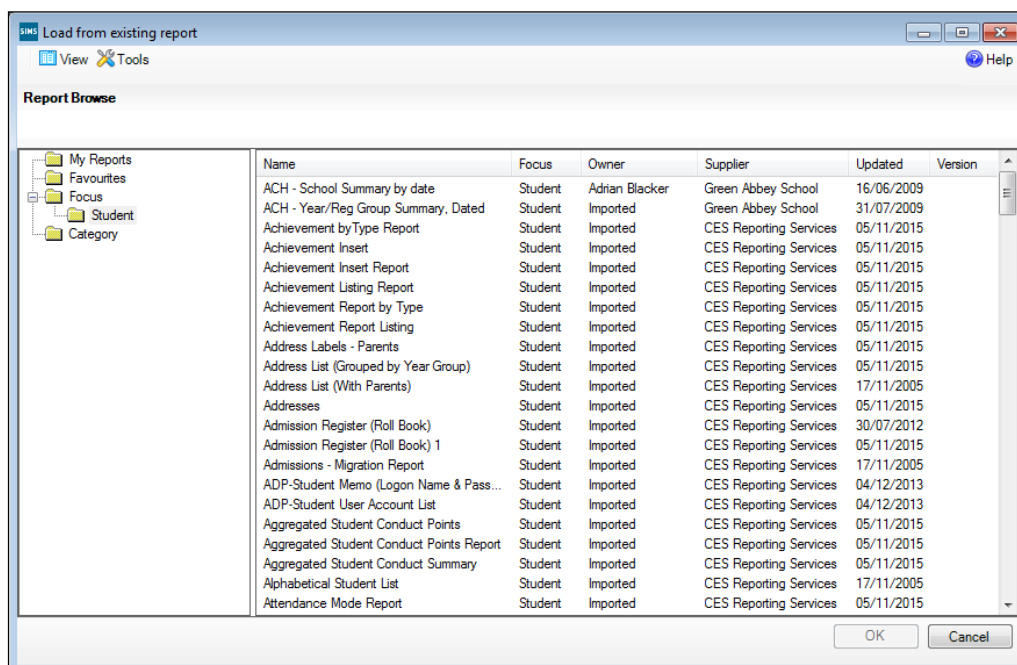 SIMS Load from existing report
View Tools Help
Report Browse
My Reports
Favourites
Focus
Student
Category
Name Focus Owner Supplier Updated Version
ACH - School Summary by date Student Adrian Blacker Green Abbey School 16/06/2009
ACH - Year/Reg Group Summary, Dated Student Imported Green Abbey School 31/07/2009
Achievement by Type Report Student Imported CES Reporting Services 05/11/2015
Achievement Insert Student Imported CES Reporting Services 05/11/2015
Achievement Insert Report Student Imported CES Reporting Services 05/11/2015
Achievement Listing Report Student Imported CES Reporting Services 05/11/2015
Achievement Report by Type Student Imported CES Reporting Services 05/11/2015
Achievement Report Listing Student Imported CES Reporting Services 05/11/2015
Address Labels - Parents Student Imported CES Reporting Services 05/11/2015
Address List (Grouped by Year Group) Student Imported CES Reporting Services 05/11/2015
Address List (With Parents) Student Imported CES Reporting Services 17/11/2005
Addresses Student Imported CES Reporting Services 05/11/2015
Admission Register (Roll Book) Student Imported CES Reporting Services 30/07/2012
Admission Register (Roll Book) 1 Student Imported CES Reporting Services 05/11/2015
Admissions - Migration Report Student Imported CES Reporting Services 17/11/2005
ADP-Student Memo (Logon Name & Pass... Student Imported CES Reporting Services 04/12/2013
ADP-Student User Account List Student Imported CES Reporting Services 04/12/2013
Aggregated Student Conduct Points Student Imported CES Reporting Services 05/11/2015
Aggregated Student Conduct Points Report Student Imported CES Reporting Services 05/11/2015
Aggregated Student Conduct Summary Student Imported CES Reporting Services 05/11/2015
Alphabetical Student List Student Imported CES Reporting Services 17/11/2005
Attendance Mode Report Student Imported CES Reporting Services 05/11/2015
OK Cancel